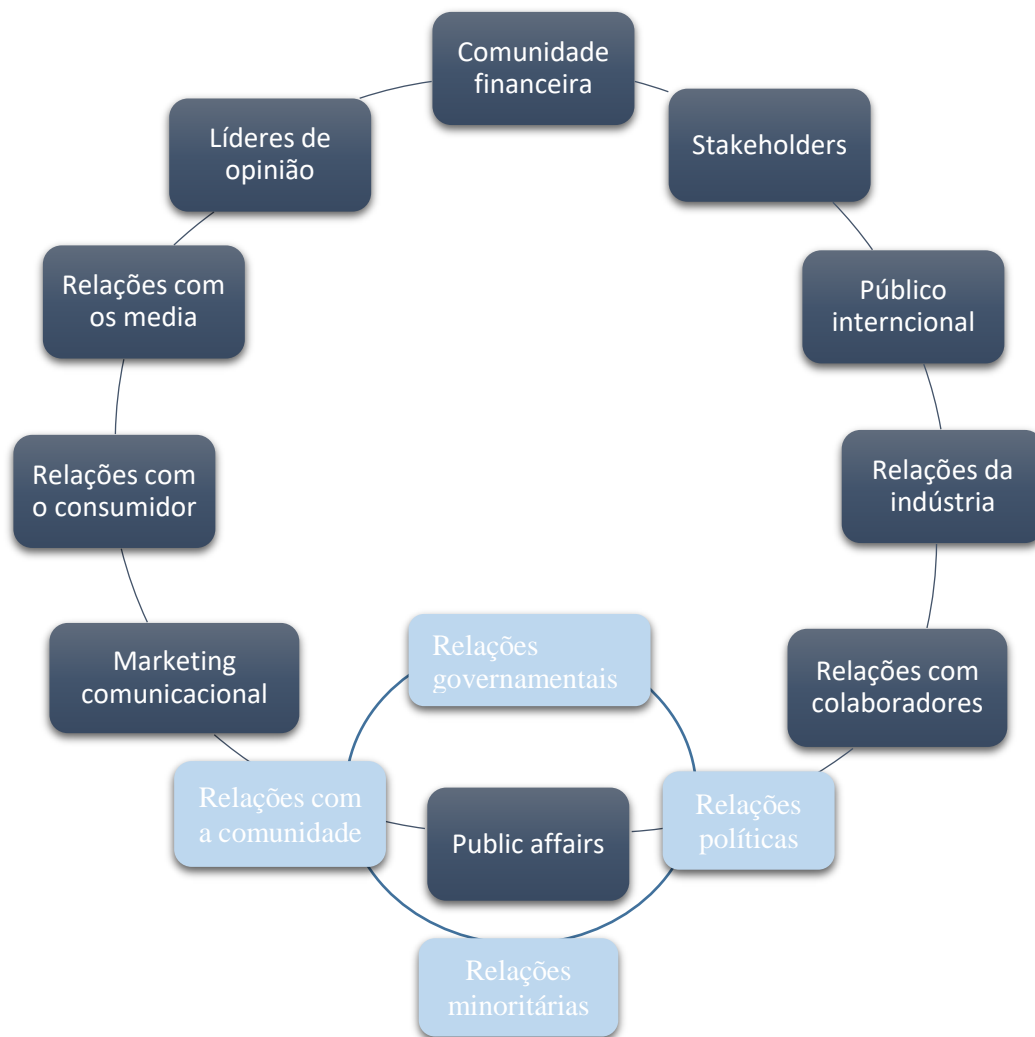 Comunidade
financeira
Líderes de
opinião
Stakeholders
Relações com
os media
Público
interncional
Relações com
o consumidor
Relações da
indústria
Marketing
comunicacional
Relações
governamentais
Relações com
colaboradores
Relações com
a comunidade
Public affairs
Relações
políticas
Relações
minoritárias